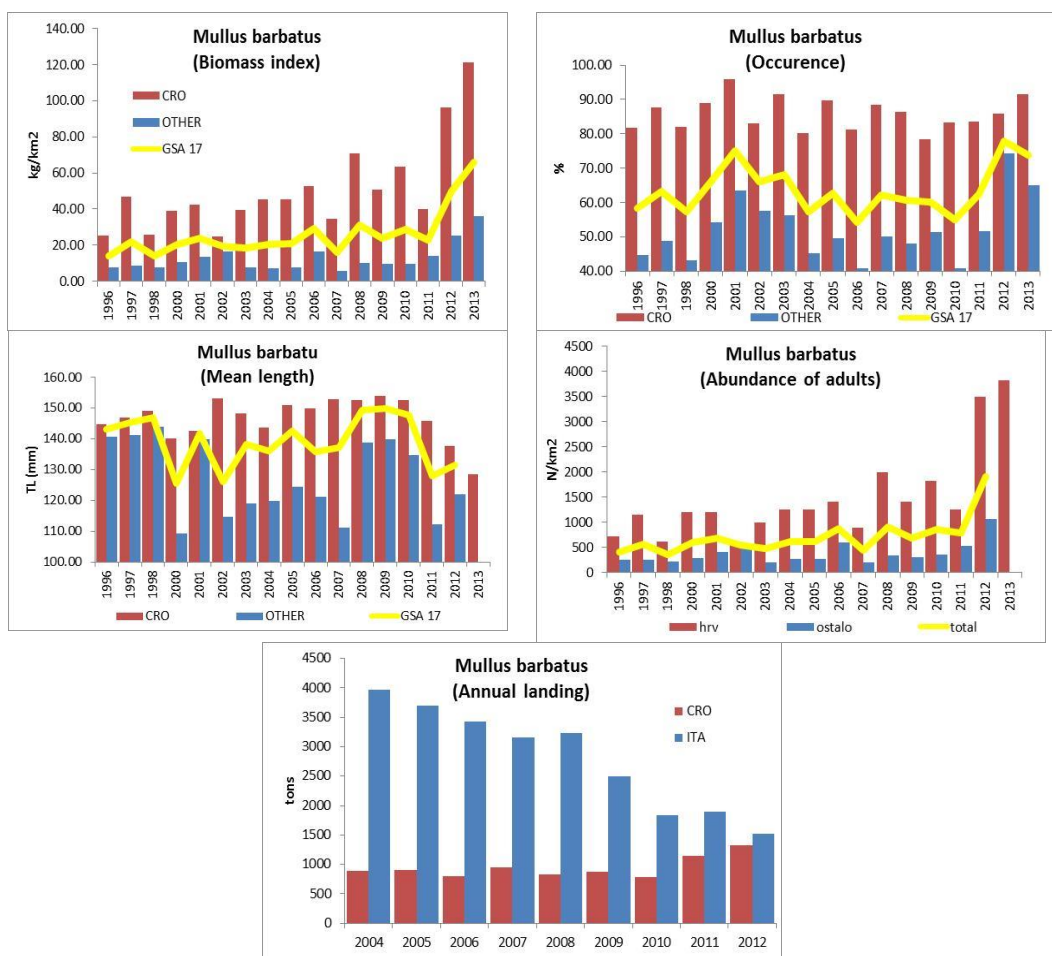 Mullus barbatus
(Biomass index)
140.00
120.00
100.00
80.00
60.00
40.00
20.00
0.00
kg/km2
CRO
OTHER
GSA 17
1996 1997 1998 2000 2001 2002 2003 2004 2005 2006 2007 2008 2009 2010 2011 2012 2013
Mullus barbatus
(Occurence)
100.00
90.00
80.00
70.00
60.00
50.00
40.00
%
1996 1997 1998 2000 2001 2002 2003 2004 2005 2006 2007 2008 2009 2010 2011 2012 2013
CRO OTHER GSA 17
Mullus barbatu
(Mean length)
160.00
150.00
140.00
130.00
120.00
110.00
100.00
TL (mm)
1996 1997 1998 2000 2001 2002 2003 2004 2005 2006 2007 2008 2009 2010 2011 2012 2013
CRO OTHER GSA 17
Mullus barbatus
(Abundance of adults)
4500
4000
3500
3000
2500
2000
1500
1000
500
0
N/km2
1996 1997 1998 2000 2001 2002 2003 2004 2005 2006 2007 2008 2009 2010 2011 2012 2013
hrv ostalo total
Mullus barbatus
(Annual landing)
4500
4000
3500
3000
2500
2000
1500
1000
500
0
tons
CRO
ITA
2004 2005 2006 2007 2008 2009 2010 2011 2012